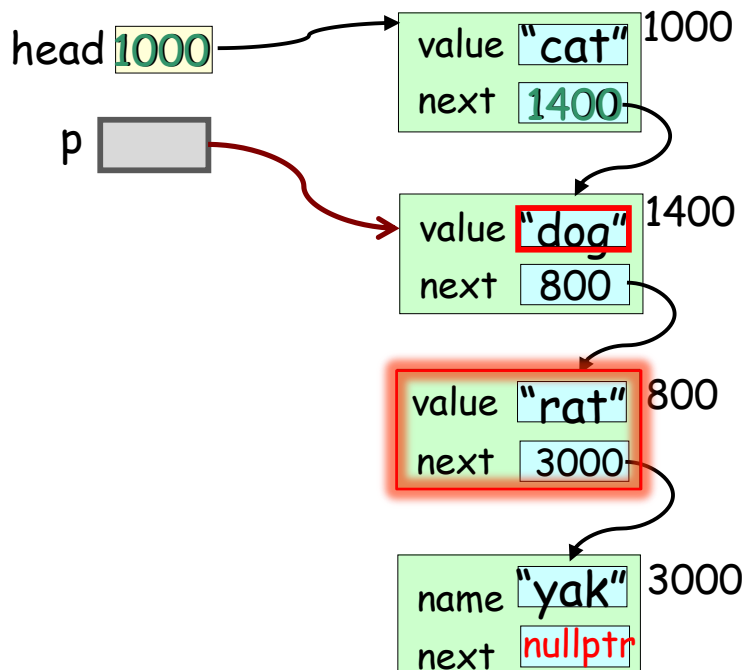 head 1000
value "cat" 1000
next 1400
p
value "dog" 1400
next 800
value "rat" 800
next 3000
name "yak" 3000
next nullptr